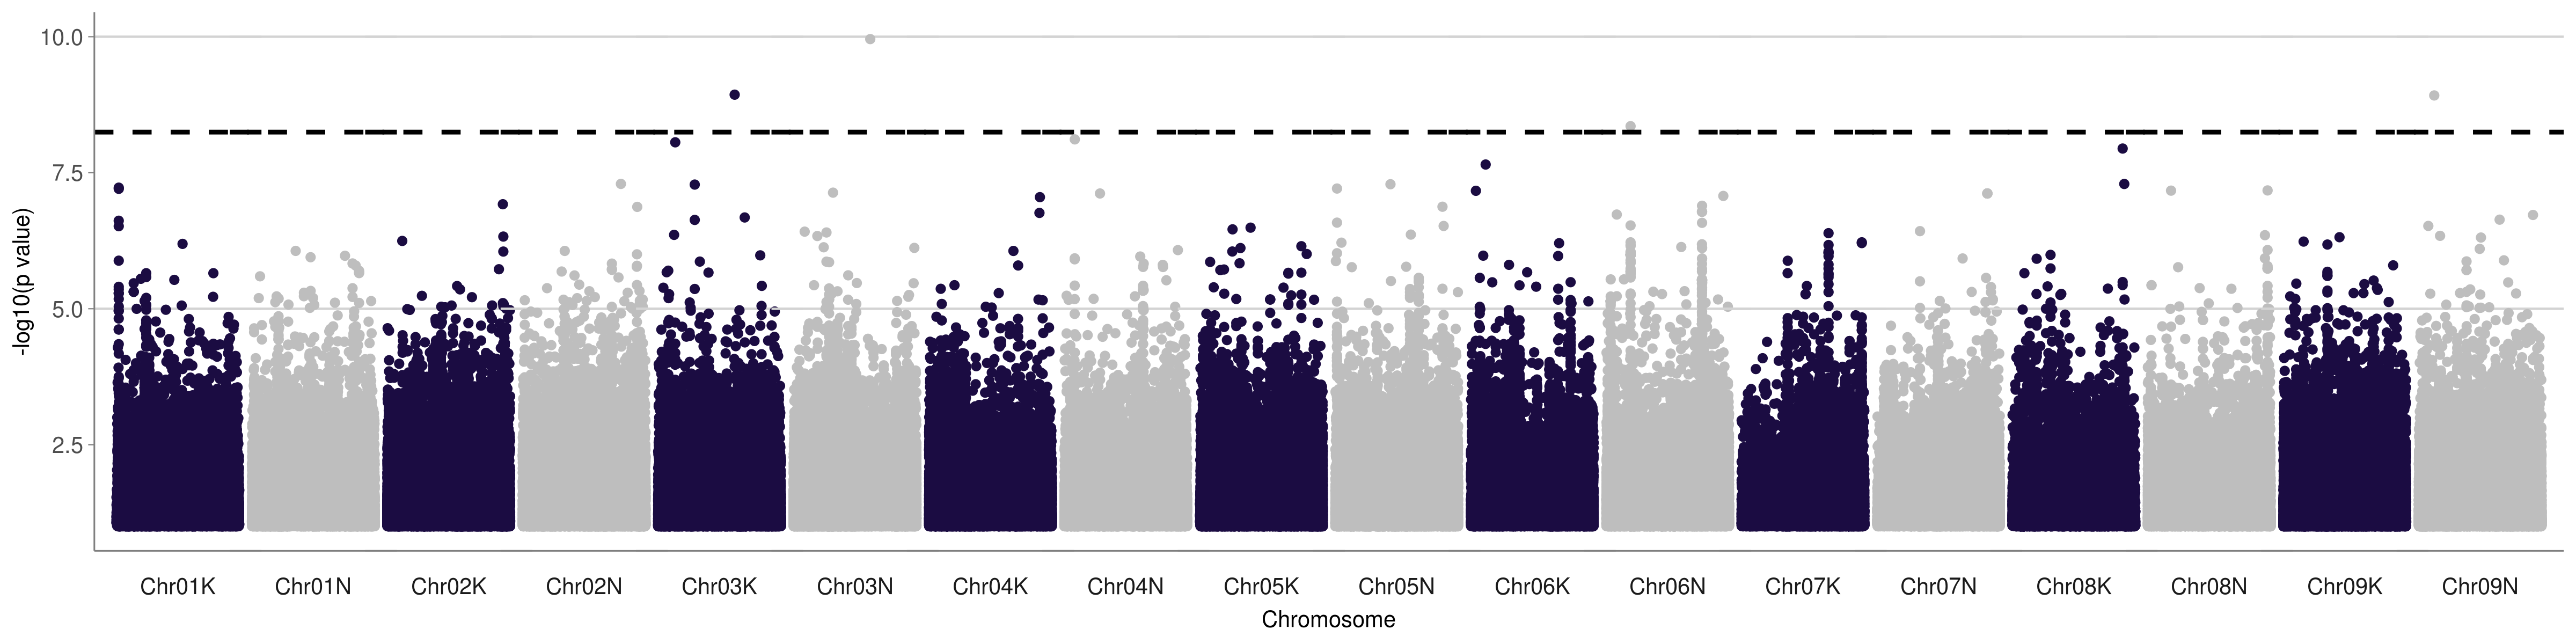 -log10(p value)
10.0
7.5
5.0
2.5
Chr01K Chr01N Chr02K Chr02N Chr03K Chr03N Chr04K Chr04N Chr05K Chr05N Chr06K Chr06N Chr07K Chr07N Chr08K Chr08N Chr09K Chr09N
Chromosome